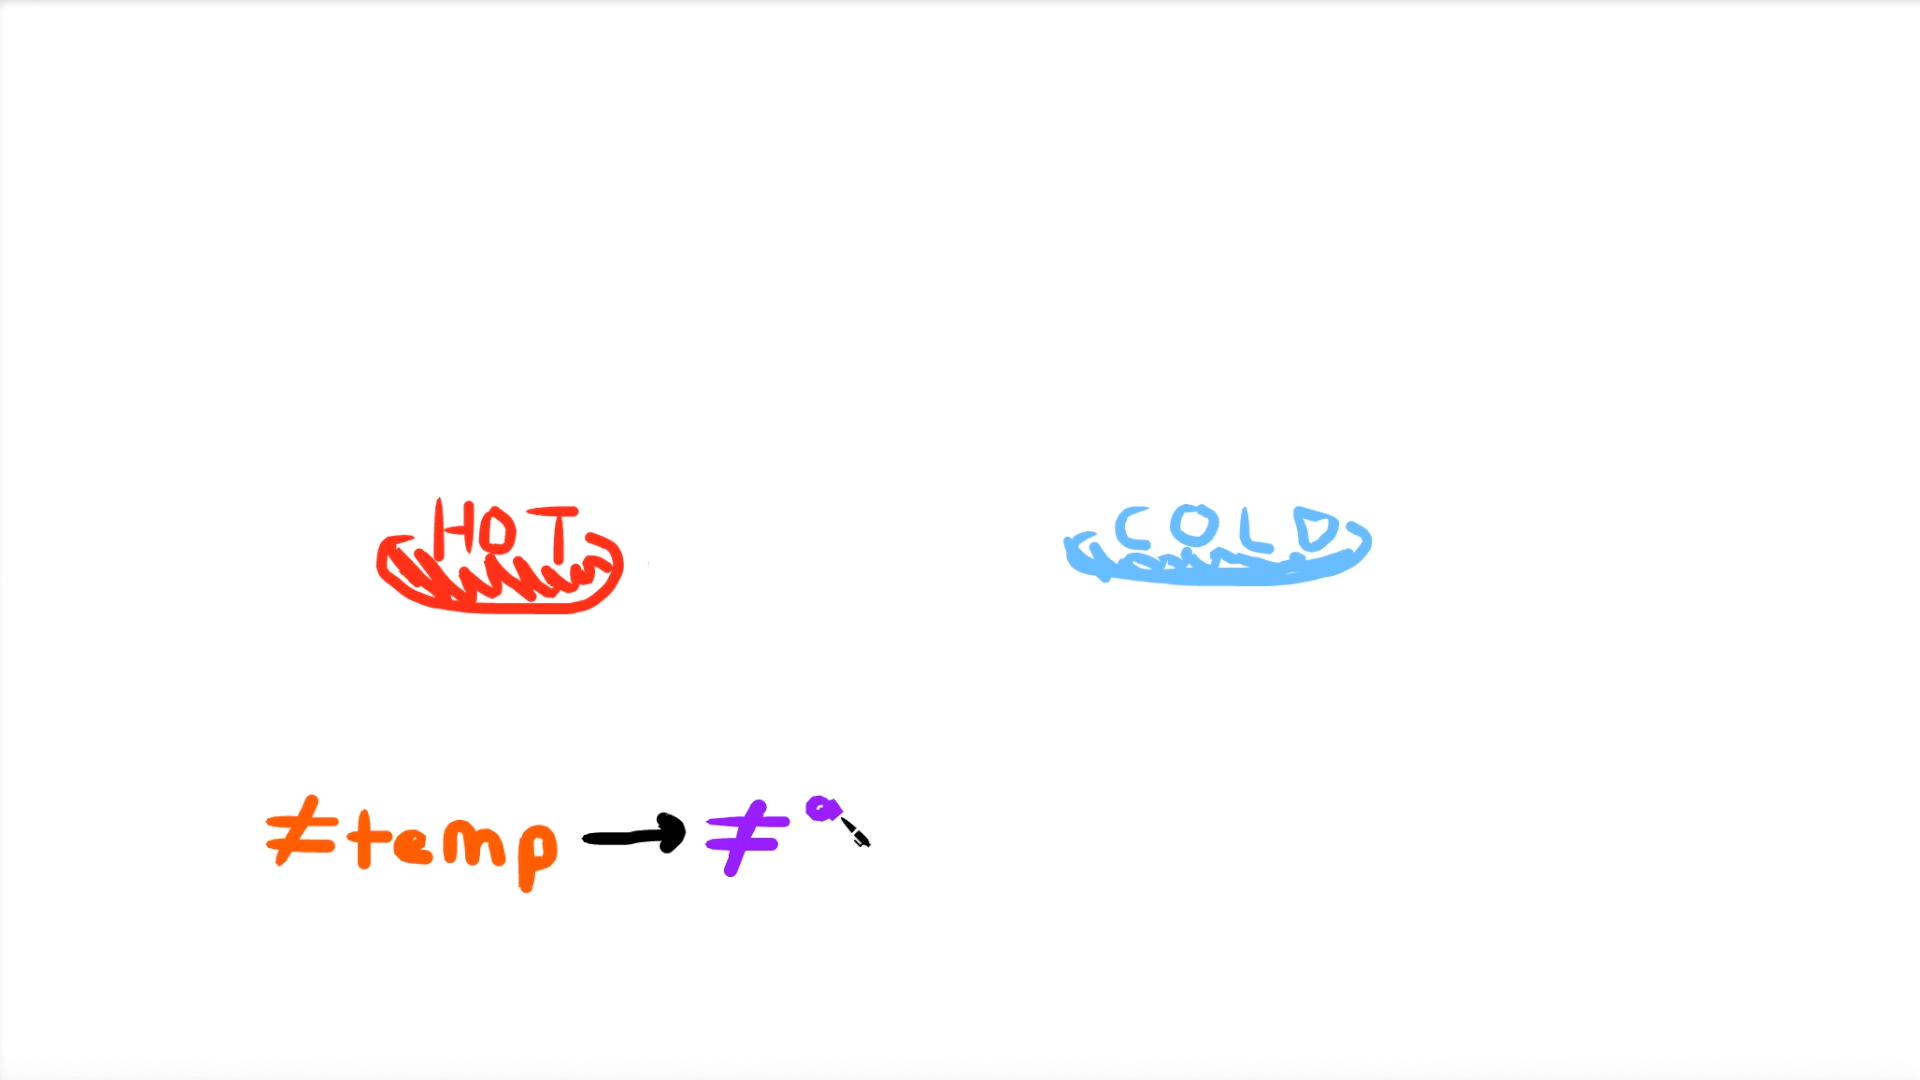 HOT COLD
≠temp → ≠